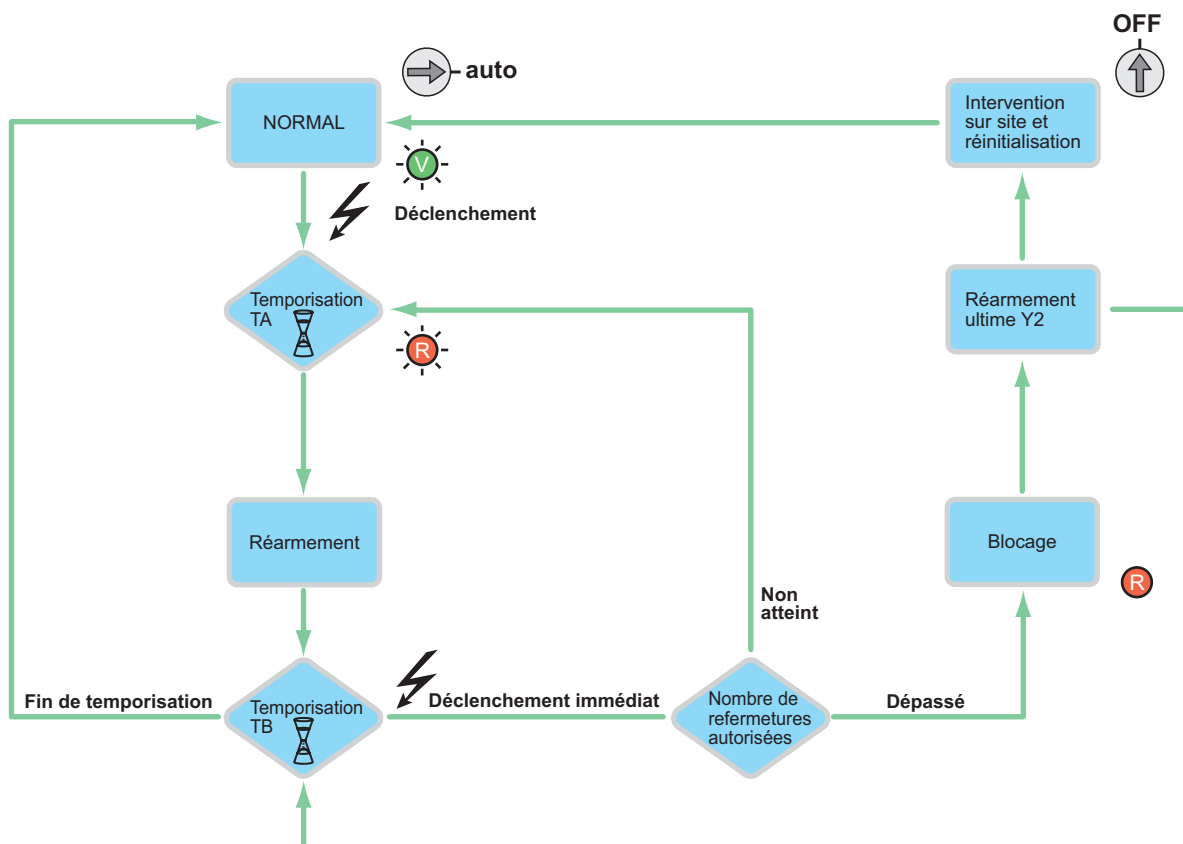 OFF
auto
NORMAL
Intervention
sur site et
réinitialisation
V
Déclenchement
Temporisation
TA
R
Réarmement
ultime Y2
Réarmement
Blocage
R
Non
atteint
Fin de temporisation
Temporisation
TB
Déclenchement immédiat
Nombre de
refermetures
autorisées
Dépassé